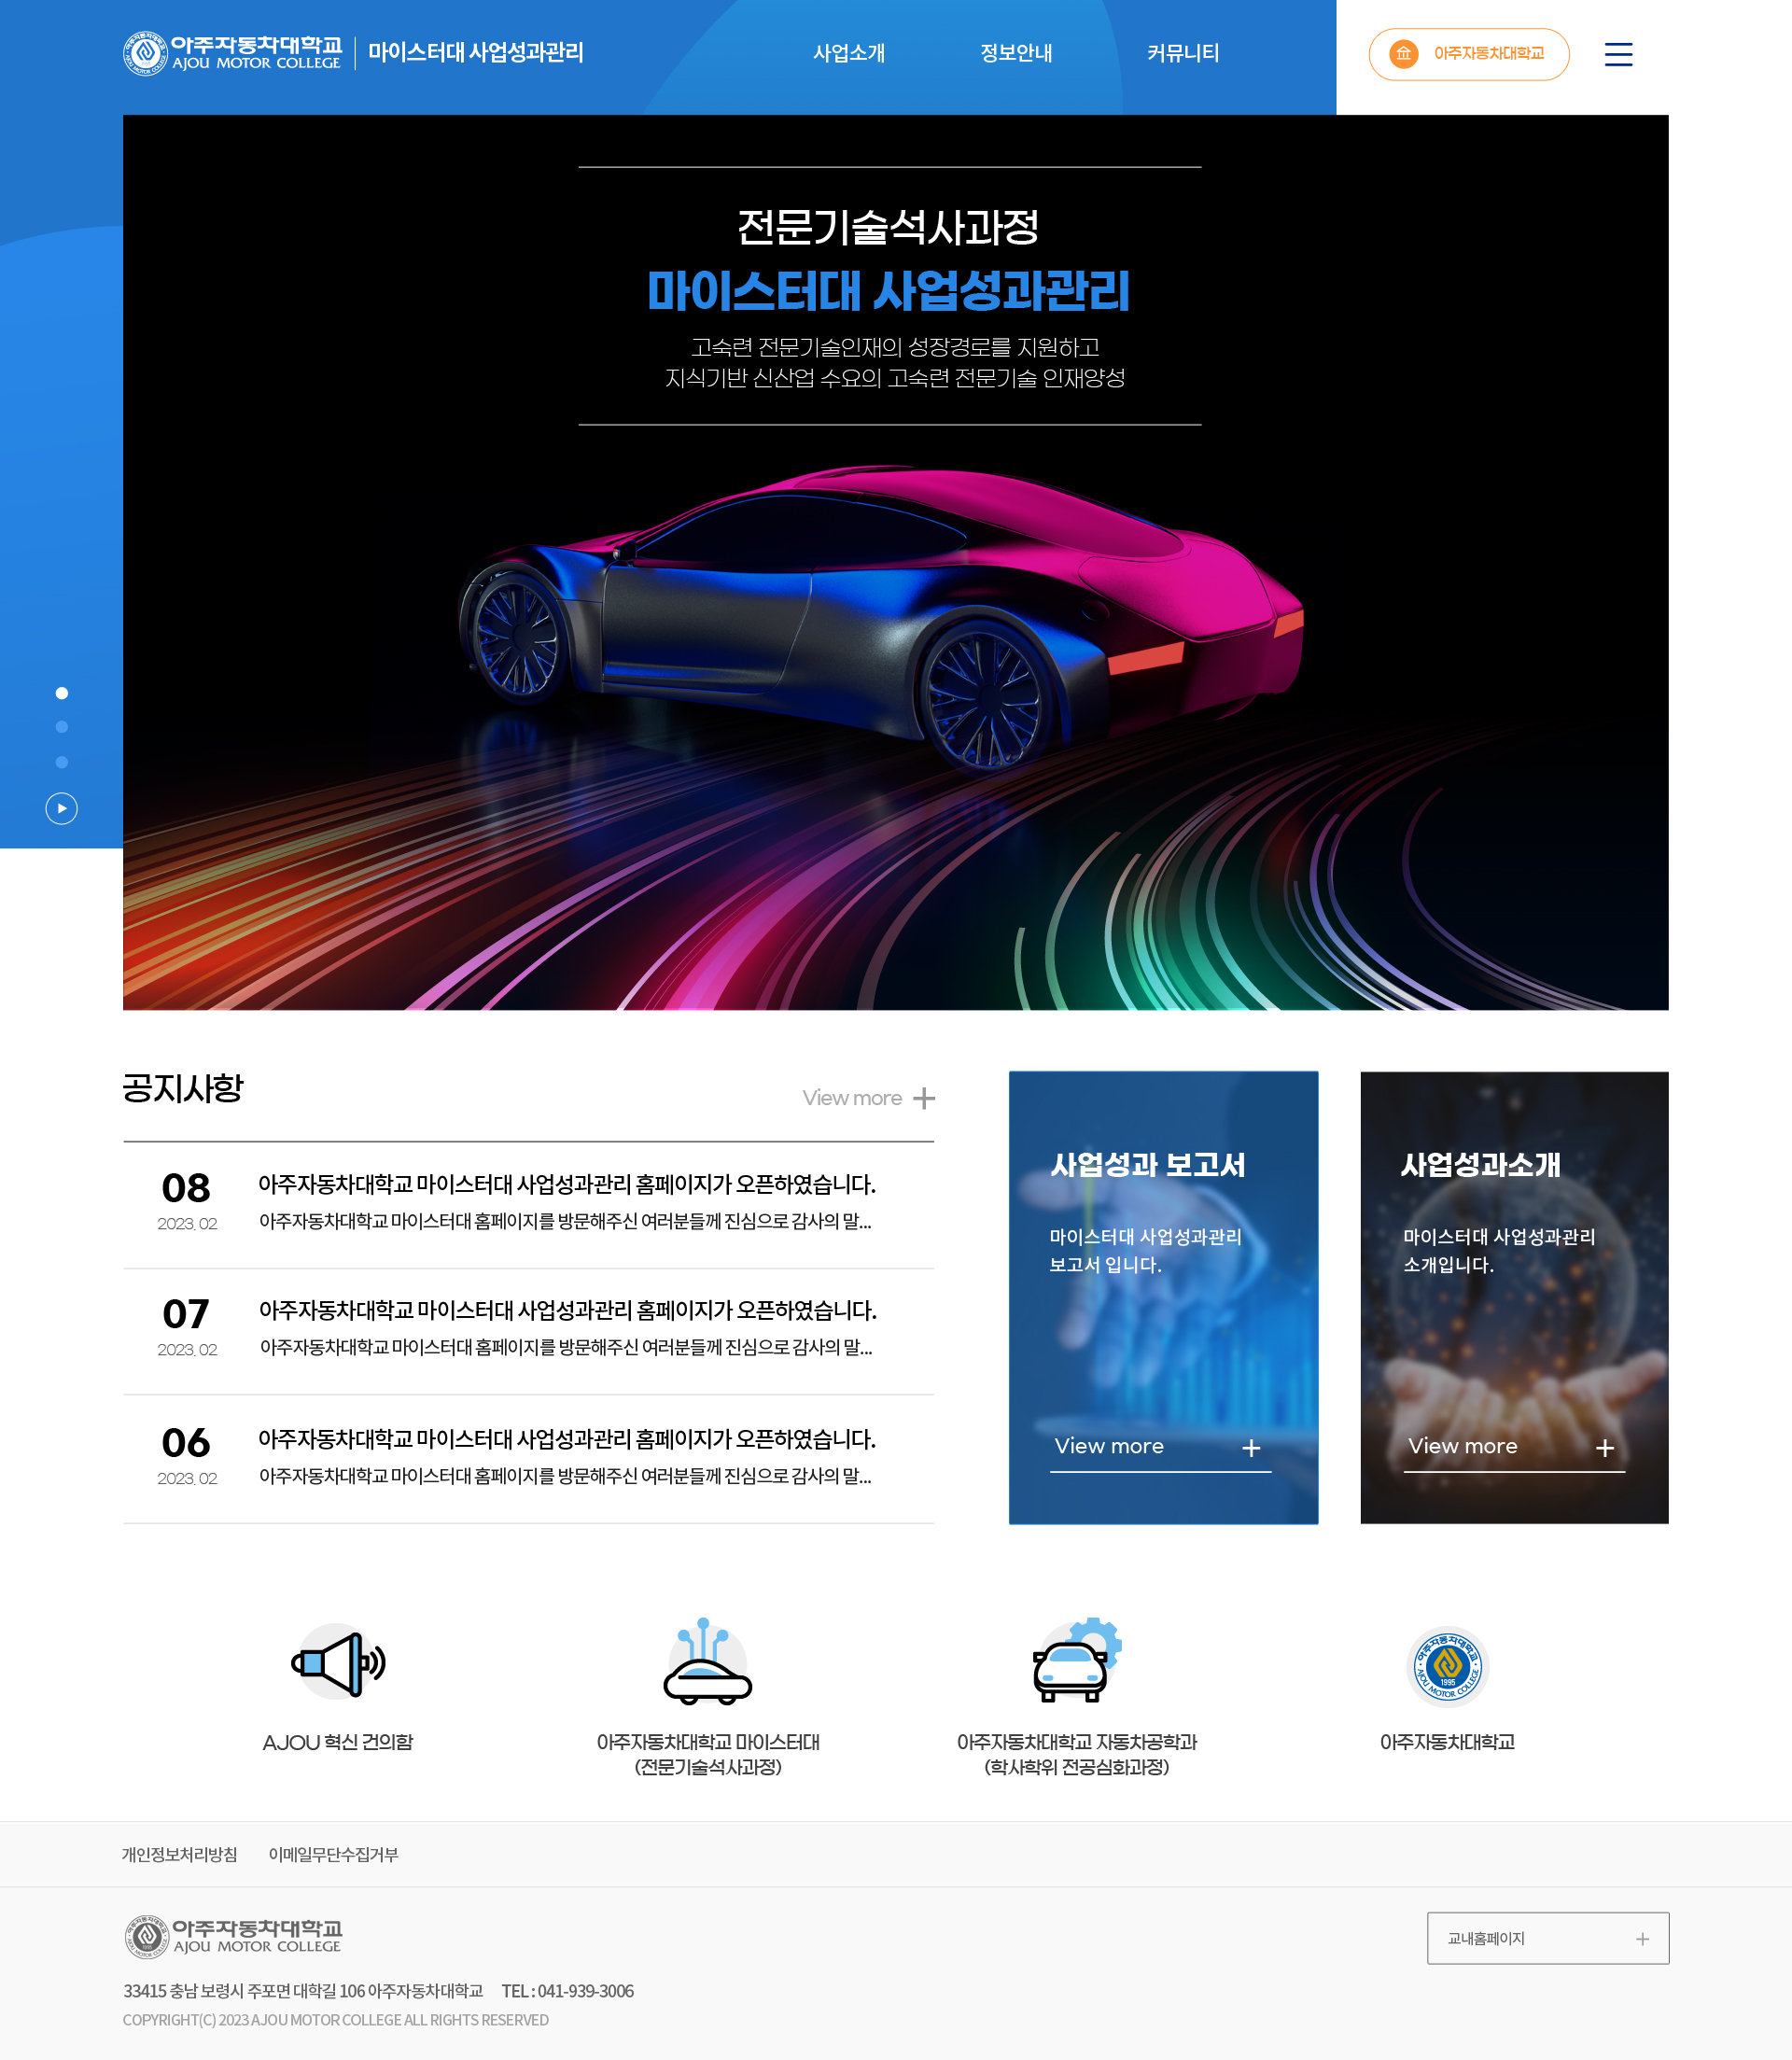 아주자동차대학교
AJOU MOTOR COLLEGE
마이스터대 사업성과관리
사업소개
정보안내
커뮤니티
아주자동차대학교
전문기술석사과정
마이스터대 사업성과관리
고숙련 전문기술인재의 성장경로를 지원하고
지식기반 신산업 수요의 고숙련 전문기술 인재양성
공지사항
View more
08
2023. 02
아주자동차대학교 마이스터대 사업성과관리 홈페이지가 오픈하였습니다.
아주자동차대학교 마이스터대 홈페이지를 방문해주신 여러분들께 진심으로 감사의 말...
07
2023. 02
아주자동차대학교 마이스터대 사업성과관리 홈페이지가 오픈하였습니다.
아주자동차대학교 마이스터대 홈페이지를 방문해주신 여러분들께 진심으로 감사의 말...
06
2023. 02
아주자동차대학교 마이스터대 사업성과관리 홈페이지가 오픈하였습니다.
아주자동차대학교 마이스터대 홈페이지를 방문해주신 여러분들께 진심으로 감사의 말...
사업성과 보고서
마이스터대 사업성과관리
보고서 입니다.
View more
사업성과소개
마이스터대 사업성과관리
소개입니다.
View more
AJOU 혁신 건의함
아주자동차대학교 마이스터대
(전문기술석사과정)
아주자동차대학교 자동차공학과
(학사학위 전공심화과정)
아주자동차대학교
AJOU MOTOR COLLEGE
1995
아주자동차대학교
개인정보처리방침
이메일무단수집거부
아주자동차대학교
AJOU MOTOR COLLEGE
교내홈페이지
33415 충남 보령시 주포면 대학길 106 아주자동차대학교 TEL : 041-939-3006
COPYRIGHT(C) 2023 AJOU MOTOR COLLEGE ALL RIGHTS RESERVED